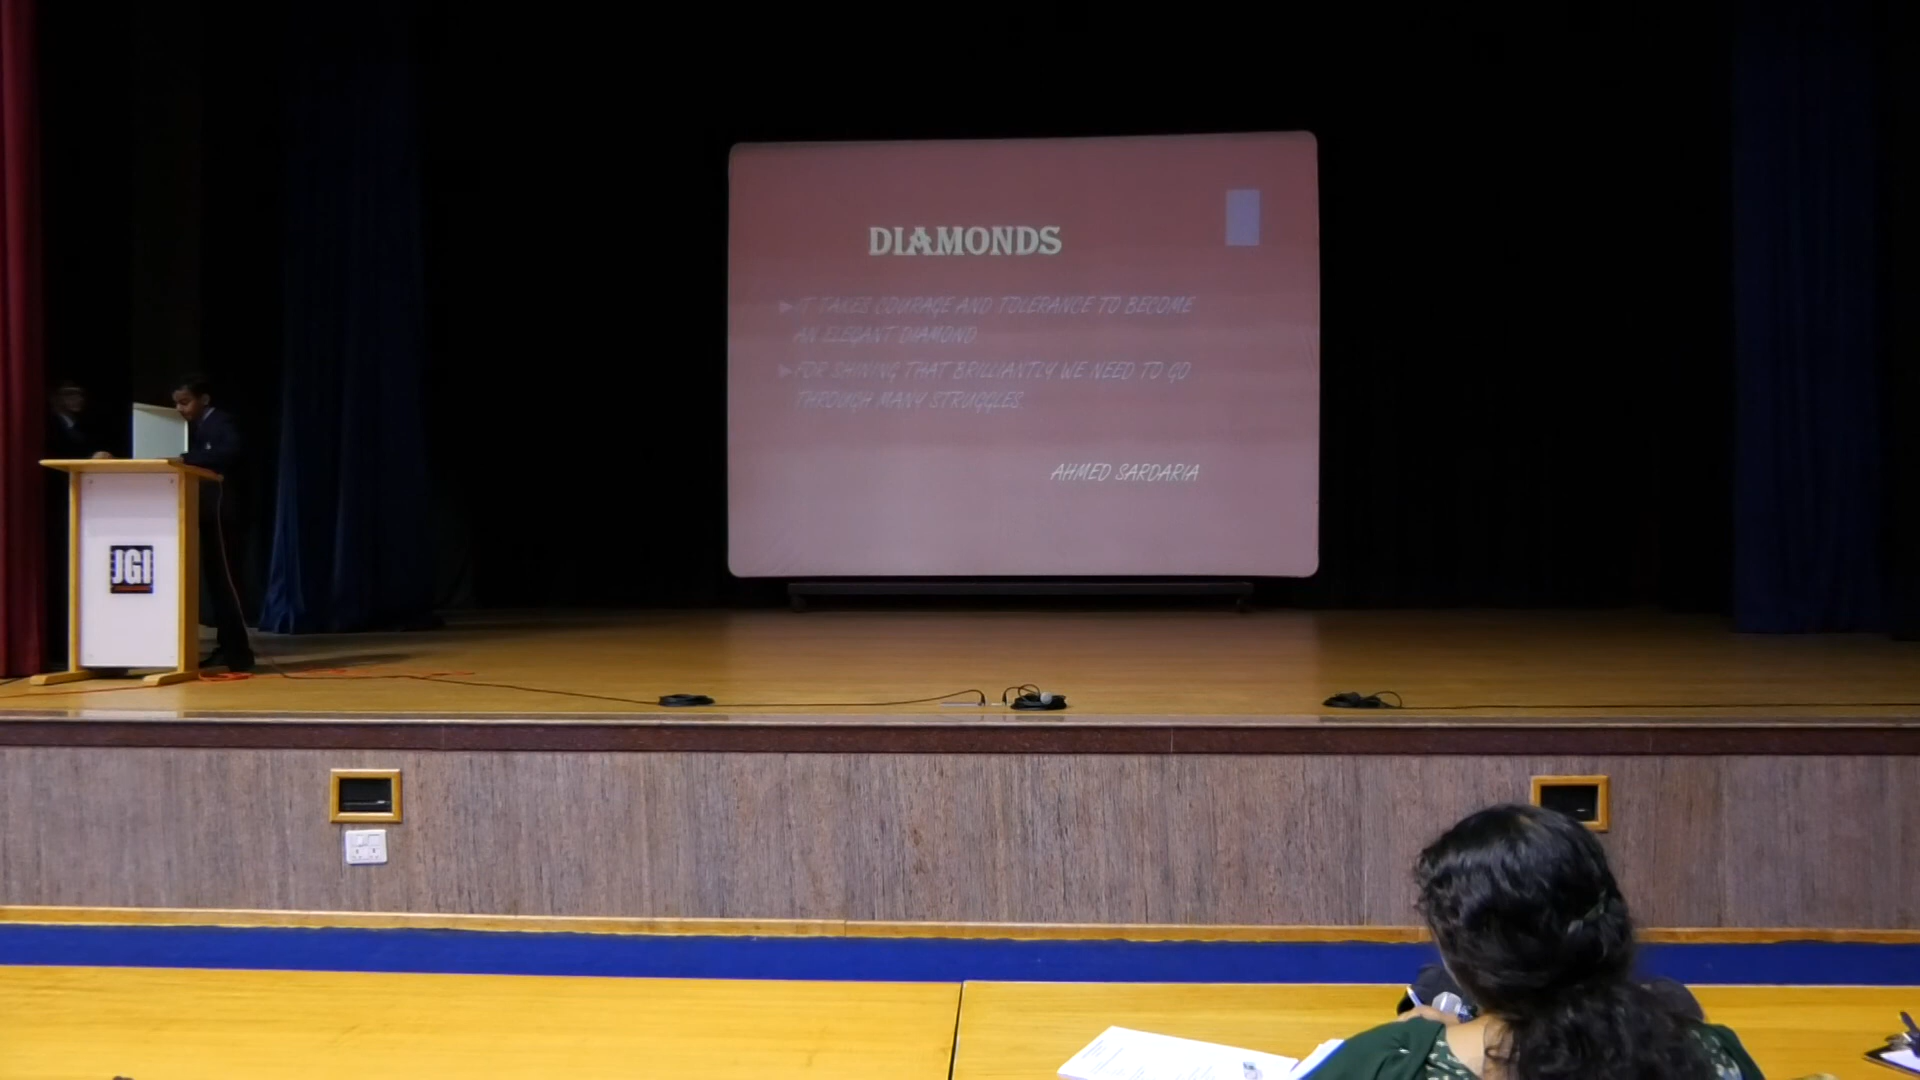 DIAMONDS
IT TAKES COURAGE AND TOLERANCE TO BECOME
AN ELEGANT DIAMOND.
FOR SHINING THAT BRILLIANTLY WE NEED TO GO
THROUGH MANY STRUGGLES.
AHMED SARDARIA
JGI